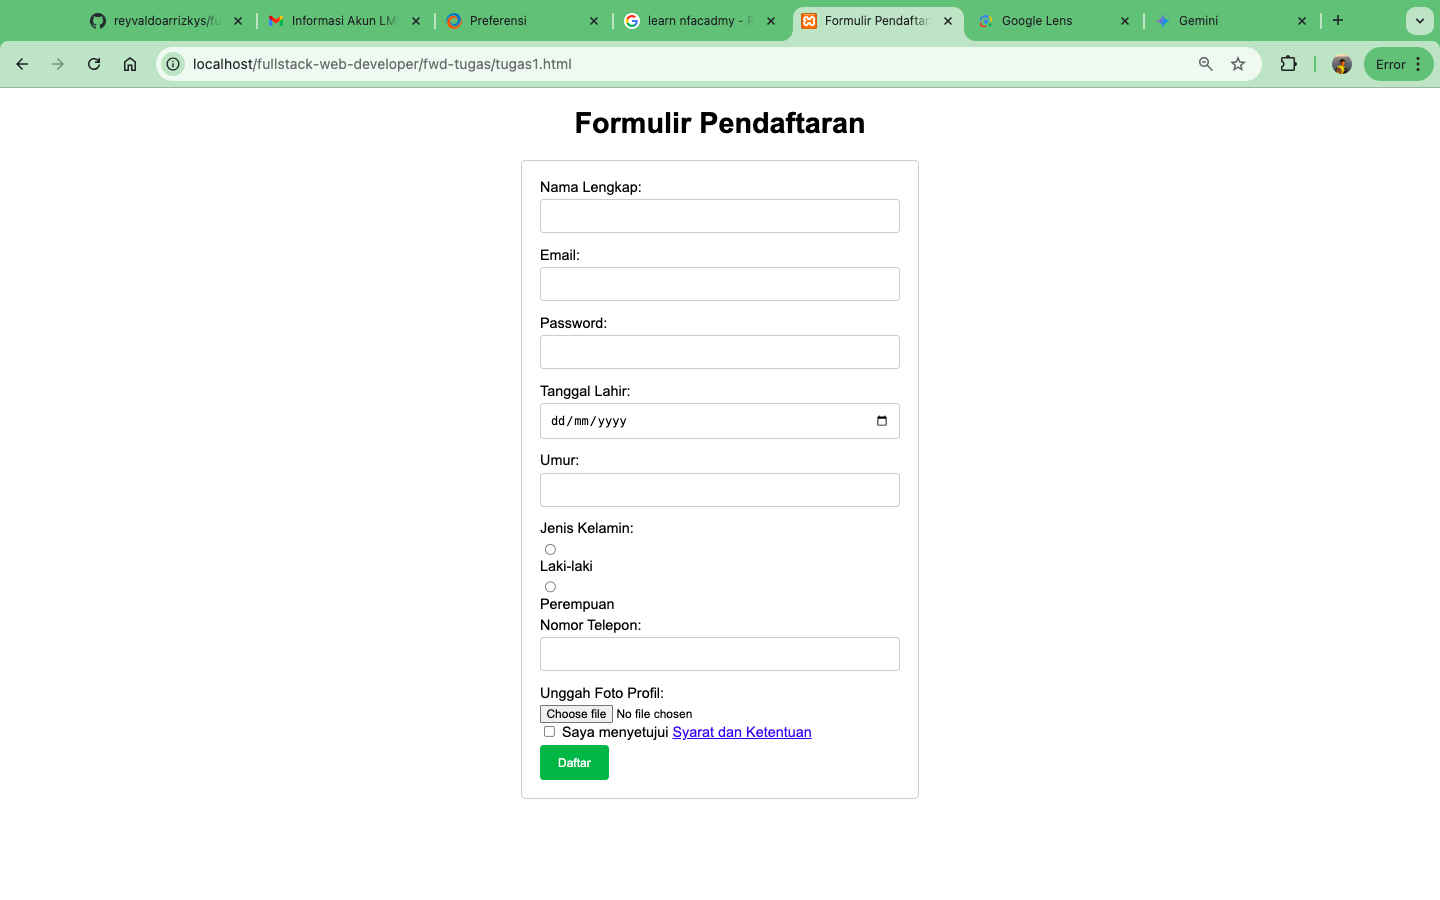 reyvaldoarrizkys/fu
Informasi Akun LMS
Preferensi
learn nfacadmy - P
Formulir Pendaftar
Google Lens
Gemini
localhost/fullstack-web-developer/fwd-tugas/tugas1.html
Error
Formulir Pendaftaran
Nama Lengkap:
Email:
Password:
Tanggal Lahir:
dd/mm/yyyy
Umur:
Jenis Kelamin:
Laki-laki
Perempuan
Nomor Telepon:
Unggah Foto Profil:
Choose file No file chosen
Saya menyetujui Syarat dan Ketentuan
Daftar